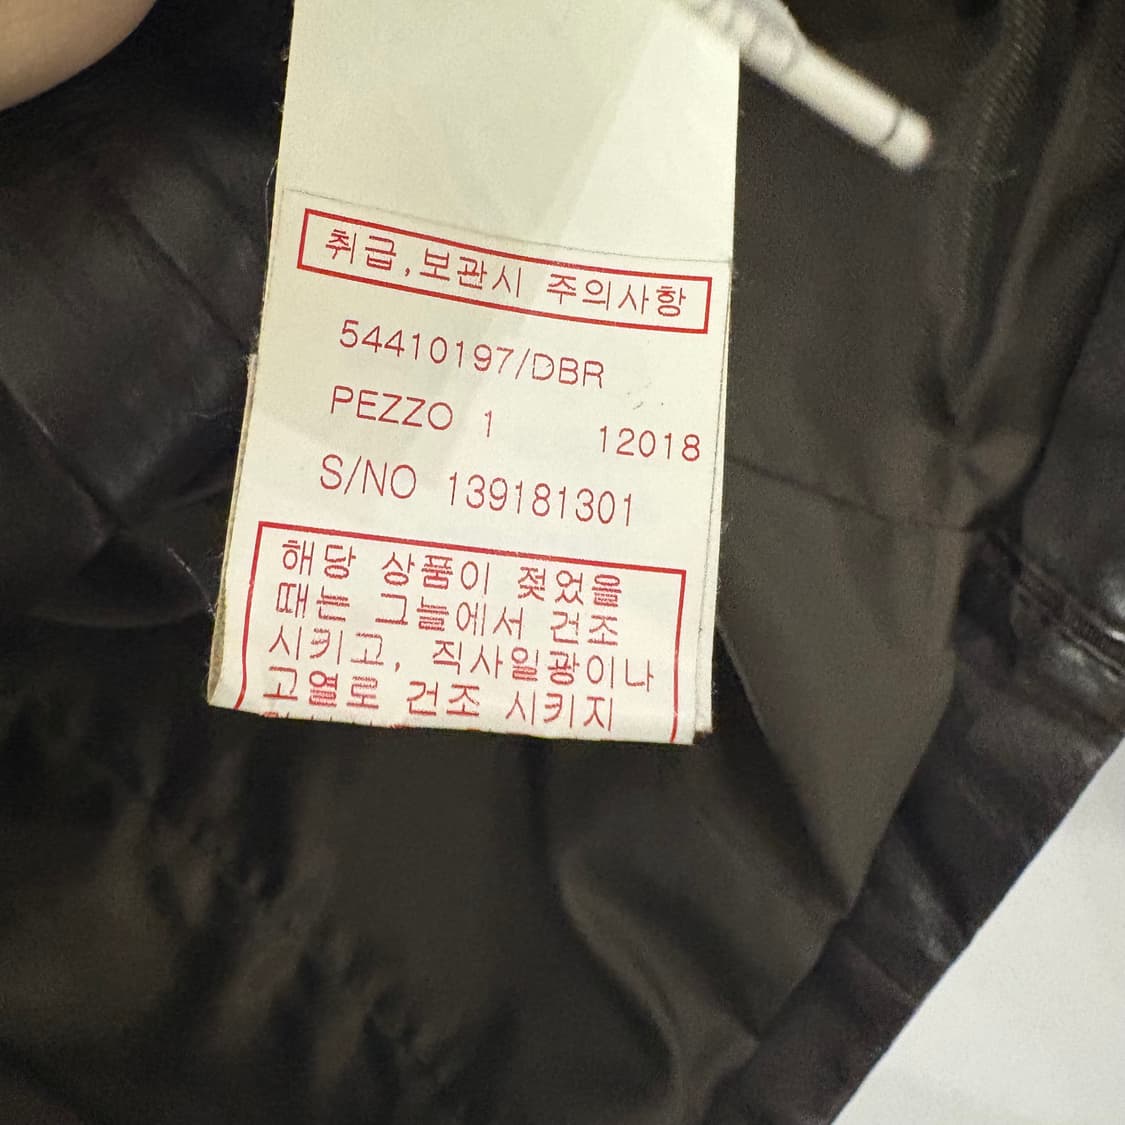 취급,보관시 주의사항
54410197/DBR
PEZZO 1 12018
S/NO 139181301
해당 상품이 젖었을
때는 그늘에서 건조
시키고, 직사일광이나
고열로 건조 시키지